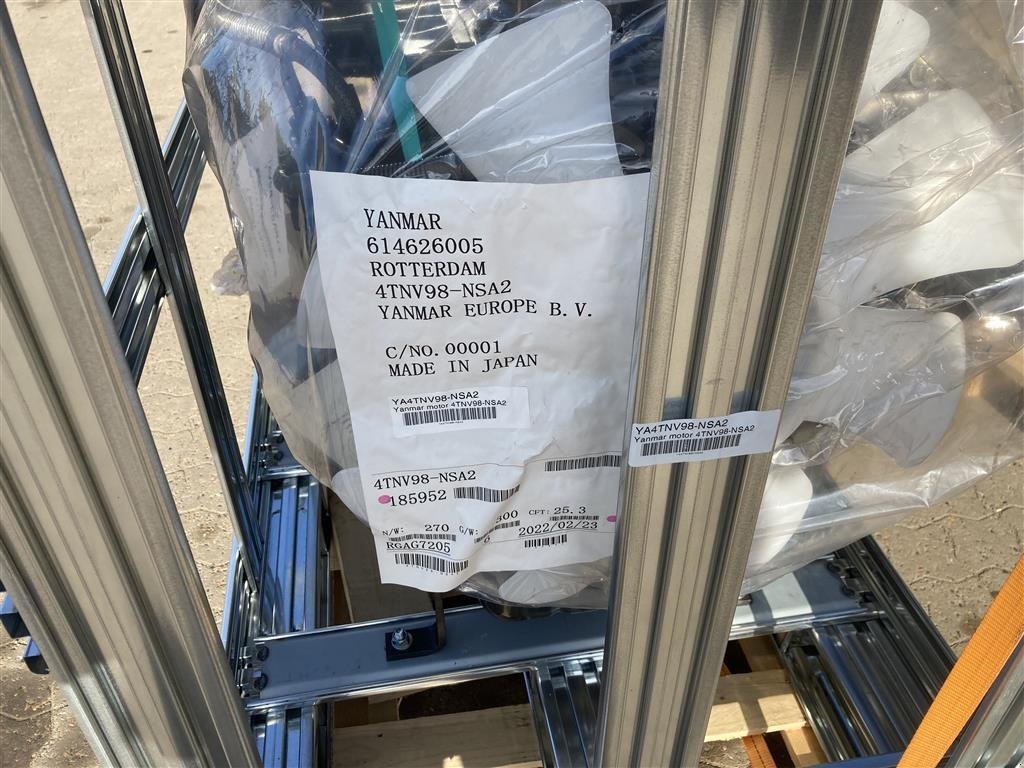 YANMAR
614626005
ROTTERDAM
4TNV98-NSA2
YANMAR EUROPE B.V.
C/NO. 00001
MADE IN JAPAN
YA4TNV98-NSA2
Yanmar motor 4TNV98-NSA2
YA4TNV98-NSA2
Yanmar motor 4TNV98-NSA2
4TNV98-NSA2
185952
N/W: 270 G/W: 300 CFT: 25.3
2022/02/23
RGAG7205